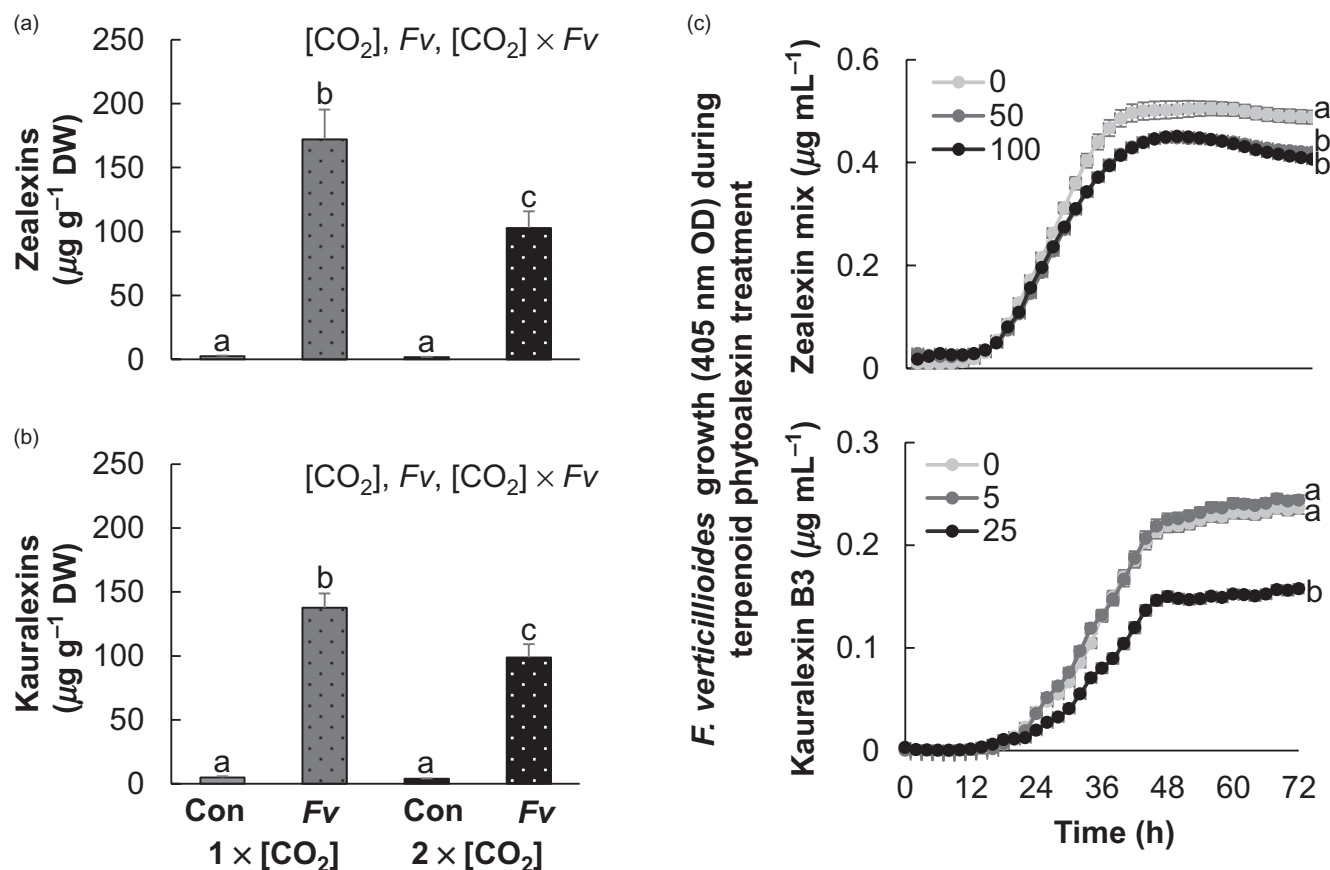 (a)
250
200
150
100
50
0
Zealexins
(μg g⁻¹ DW)
[CO₂], Fv, [CO₂] × Fv
a
b
a
c
(b)
250
200
150
100
50
0
Kauralexins
(μg g⁻¹ DW)
[CO₂], Fv, [CO₂] × Fv
a
b
a
c
Con Fv Con Fv
1 × [CO₂] 2 × [CO₂]
(c)
F. verticillioides growth (405 nm OD) during
terpenoid phytoalexin treatment
Zealexin mix (μg mL⁻¹)
0.6
0.4
0.2
0
0
50
100
a
b
b
Kauralexin B3 (μg mL⁻¹)
0.3
0.2
0.1
0
0
5
25
a
a
b
0 12 24 36 48 60 72
Time (h)